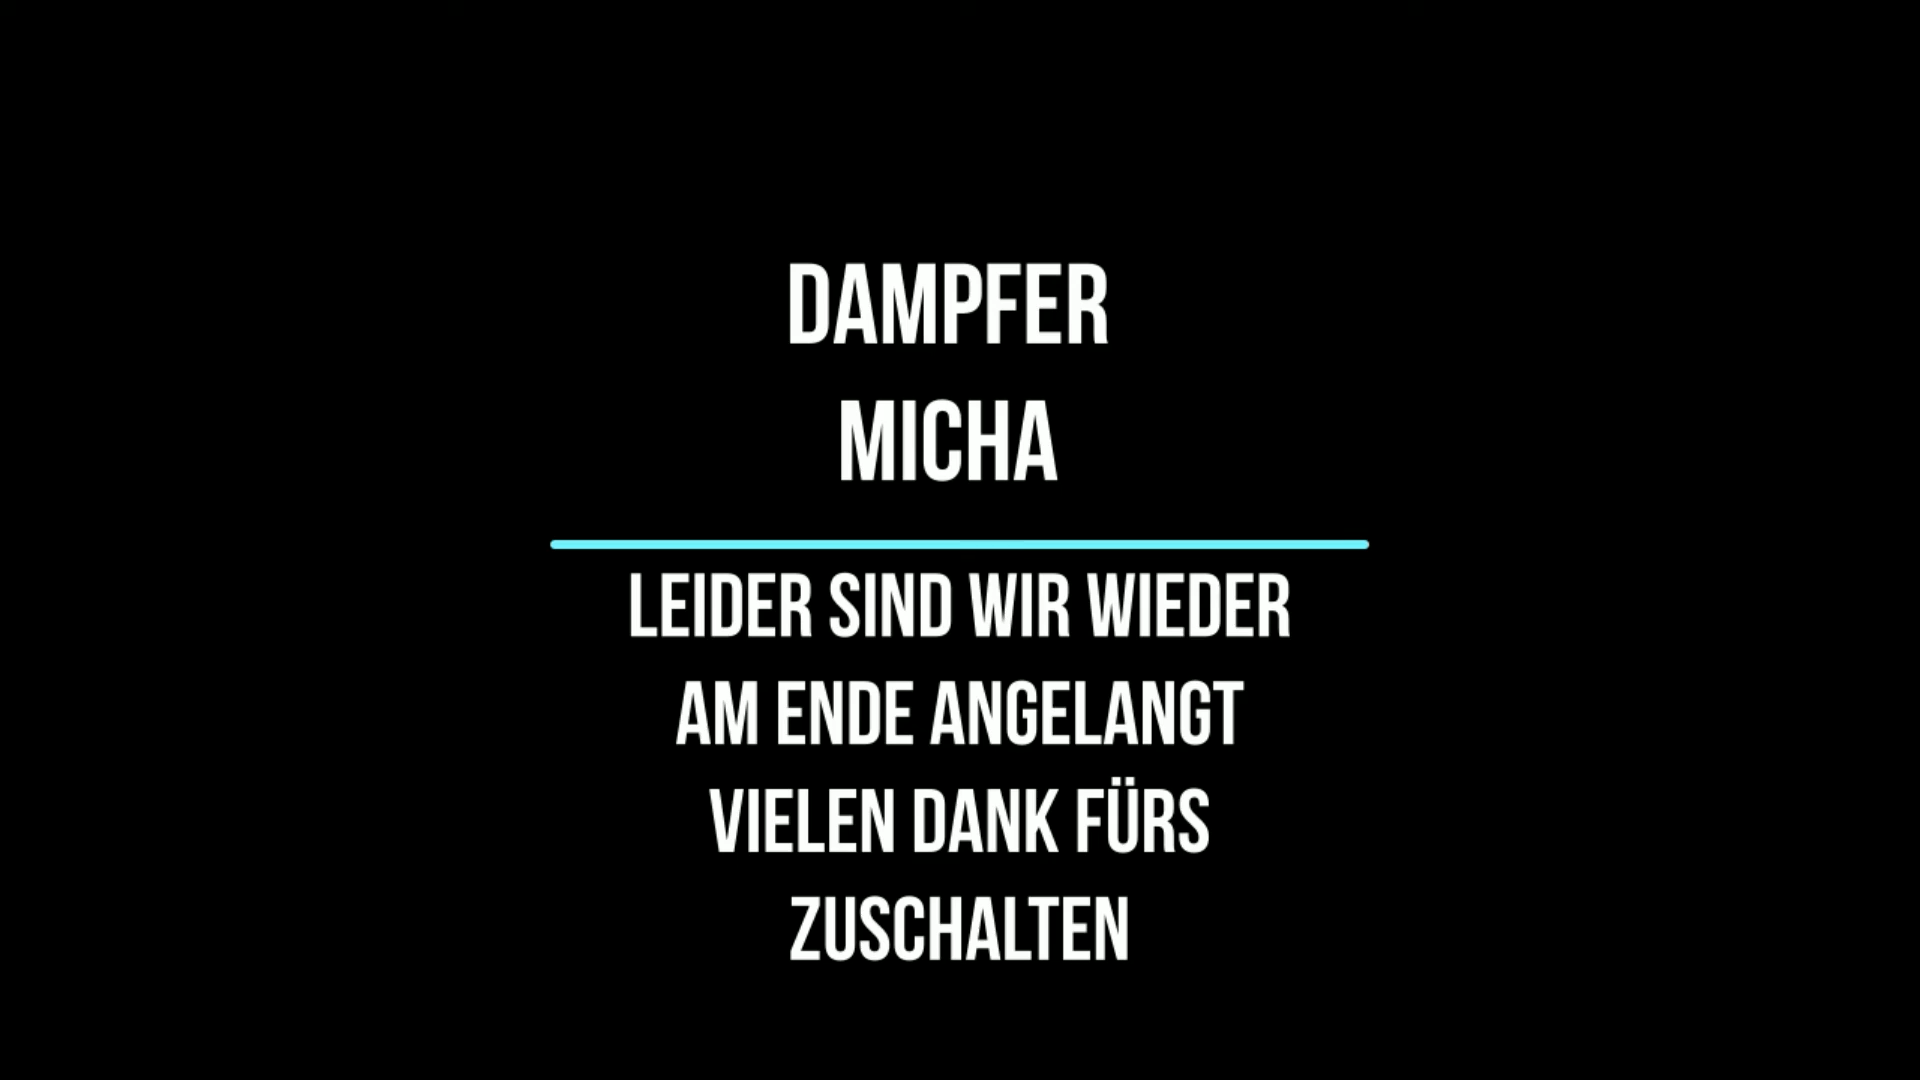 DAMPFER
MICHA
LEIDER SIND WIR WIEDER
AM ENDE ANGELANGT
VIELEN DANK FÜRS
ZUSCHALTEN